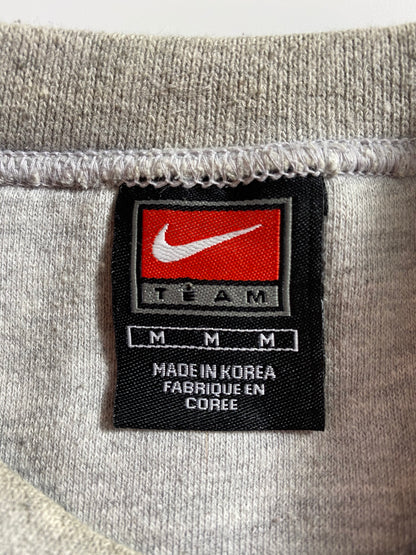 TEAM
M M M
MADE IN KOREA
FABRIQUE EN
COREE